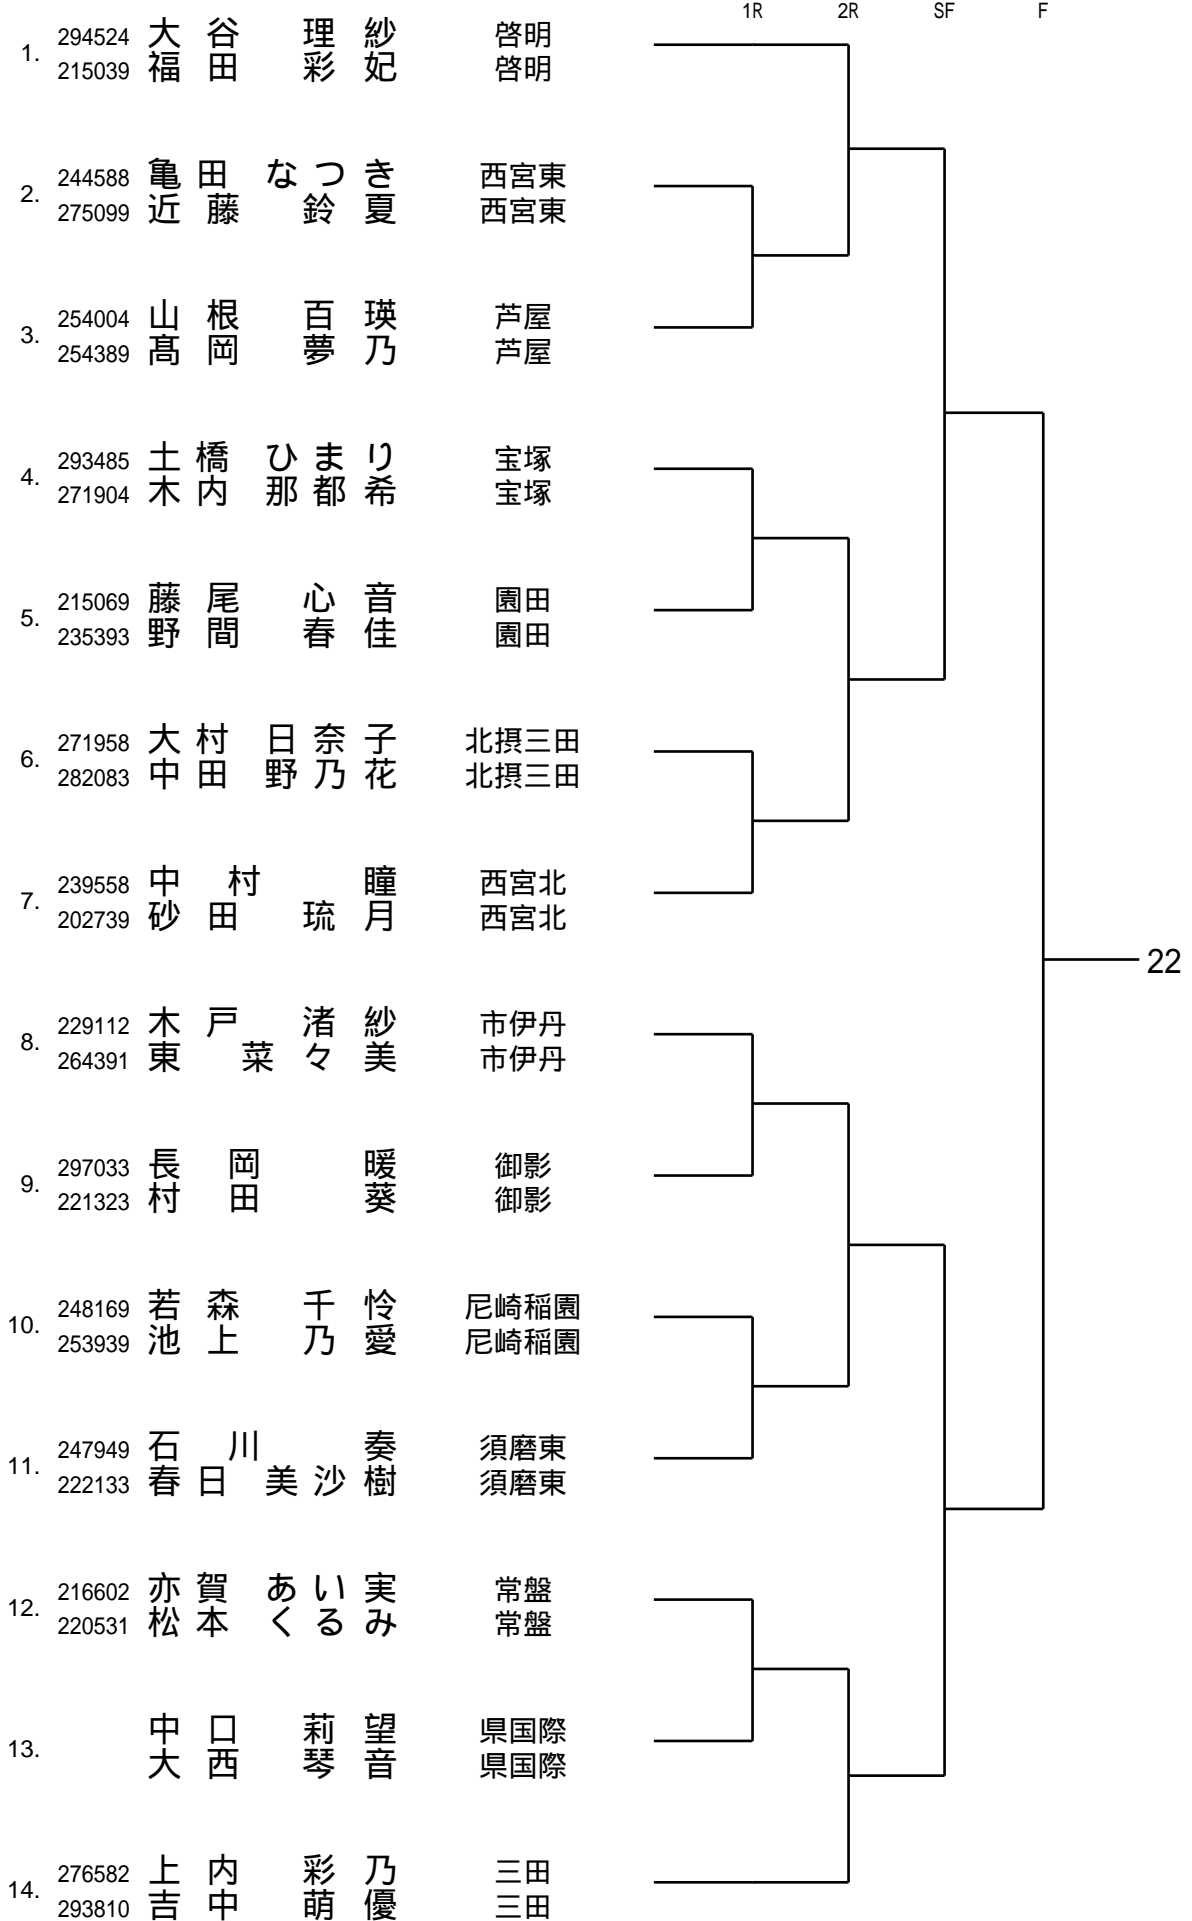 1R 2R SF F
1. 294524 大谷 理紗 啓明
215039 福田 彩妃 啓明
2. 244588 亀田 なつき 西宮東
275099 近藤 鈴夏 西宮東
3. 254004 山根 百瑛 芦屋
254389 髙岡 夢乃 芦屋
4. 293485 土橋 ひまり 宝塚
271904 木内 那都希 宝塚
5. 215069 藤尾 心音 園田
235393 野間 春佳 園田
6. 271958 大村 日奈子 北摂三田
282083 中田 野乃花 北摂三田
7. 239558 中村 瞳 西宮北
202739 砂田 琉月 西宮北
22
8. 229112 木戸 渚紗 市伊丹
264391 東 菜々美 市伊丹
9. 297033 長岡 暖 御影
221323 村田 葵 御影
10. 248169 若森 千怜 尼崎稲園
253939 池上 乃愛 尼崎稲園
11. 247949 石川 奏 須磨東
222133 春日 美沙樹 須磨東
12. 216602 亦賀 あい実 常盤
220531 松本 くるみ 常盤
13. 中口 莉望 県国際
大西 琴音 県国際
14. 276582 上内 彩乃 三田
293810 吉中 萌優 三田